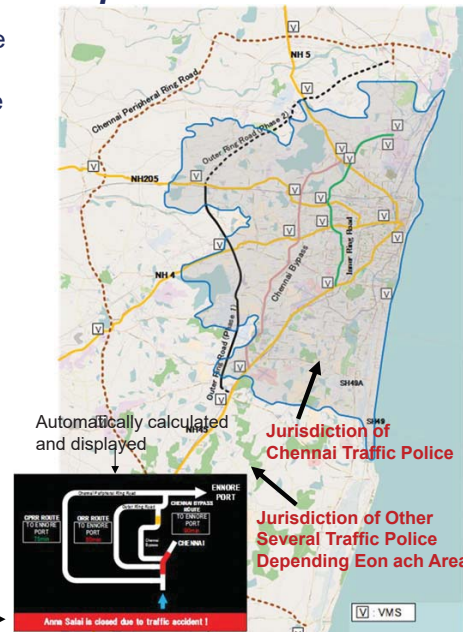 e
e
NH 5
Chennai Peripheral Ring Road
Outer Ring Road (Phase 2)
NH205
Inner Ring Road
Chennai Bypass
NH 4
Outer Ring Road (Phase 1)
SH49A
SH49
Automatically calculated
and displayed
Jurisdiction of
Chennai Traffic Police
Jurisdiction of Other
Several Traffic Police
Depending Eon ach Area
Chennai Peripheral Ring Road
ENNORE
PORT
Outer Ring Road
CPRR ROUTE
TO ENNORE
PORT
ORR ROUTE
TO ENNORE
PORT
CHENNAI BYPASS
ROUTE
TO ENNORE
PORT
Chennai
Bypass
CHENNAI
Anna Salai is closed due to traffic accident !
V : VMS